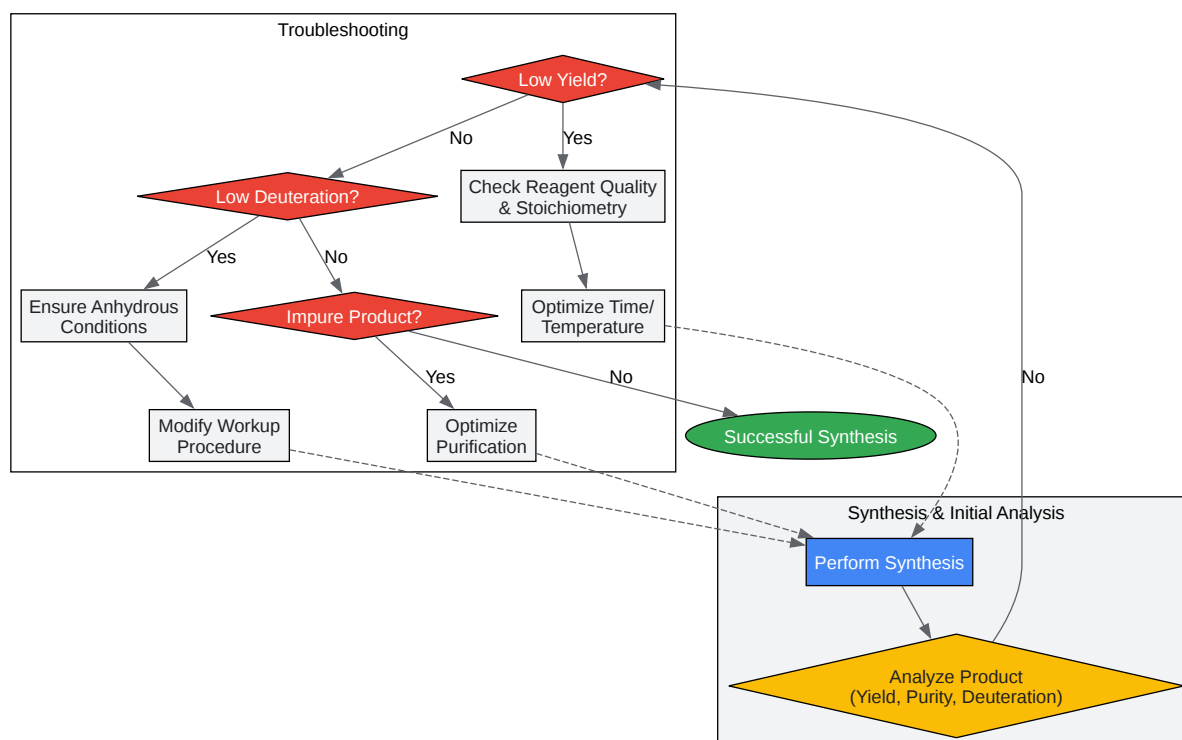 Troubleshooting
Low Yield?
No
Yes
Low Deuteration?
Check Reagent Quality
& Stoichiometry
Yes
No
Ensure Anhydrous
Conditions
Impure Product?
Optimize Time/
Temperature
Yes
No
No
Modify Workup
Procedure
Optimize
Purification
Successful Synthesis
Synthesis & Initial Analysis
Perform Synthesis
Analyze Product
(Yield, Purity, Deuteration)